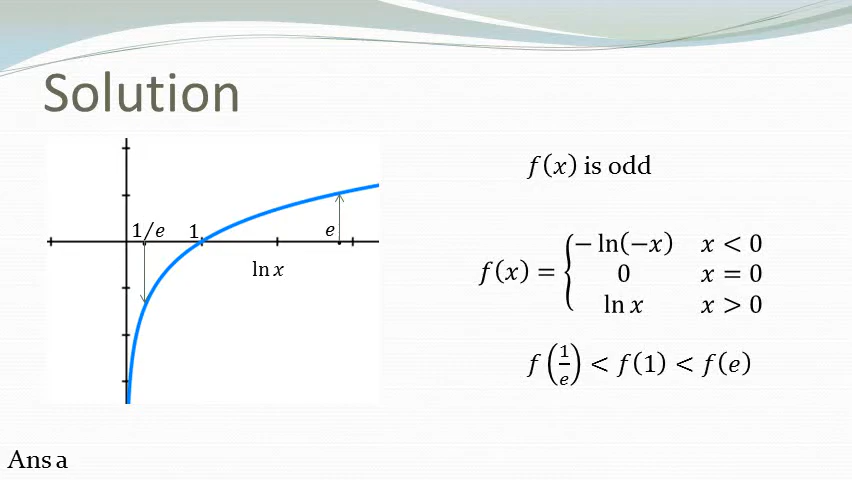 Solution
f(x) is odd
1/e
1
e
ln x
f(x) = { − ln(−x) x < 0
0 x = 0
ln x x > 0
f(1/e) < f(1) < f(e)
Ans a